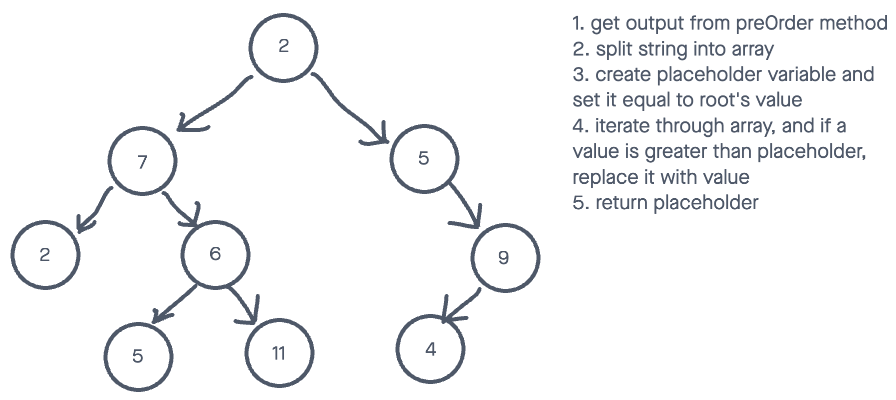 2
7
5
2
6
9
5
11
4
1. get output from preOrder method
2. split string into array
3. create placeholder variable and
set it equal to root's value
4. iterate through array, and if a
value is greater than placeholder,
replace it with value
5. return placeholder